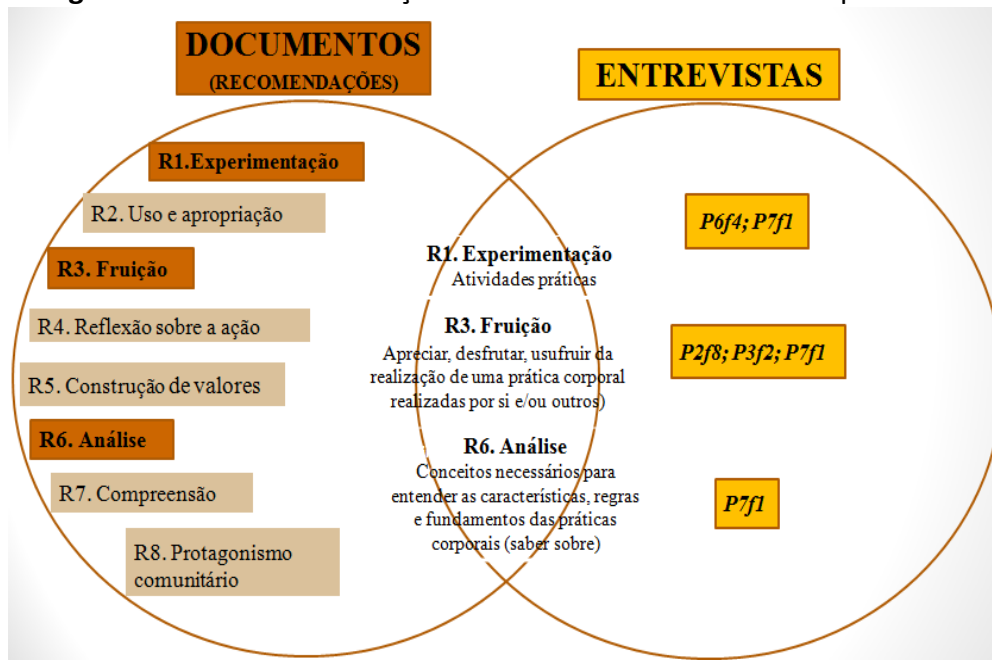 DOCUMENTOS
(RECOMENDAÇÕES)
ENTREVISTAS
R1.Experimentação
R2. Uso e apropriação
R3. Fruição
R4. Reflexão sobre a ação
R5. Construção de valores
R6. Análise
R7. Compreensão
R8. Protagonismo
comunitário
R1. Experimentação
Atividades práticas
R3. Fruição
Apreciar, desfrutar, usufruir da
realização de uma prática corporal
realizadas por si e/ou outros)
R6. Análise
Conceitos necessários para
entender as características, regras
e fundamentos das práticas
corporais (saber sobre)
P6f4; P7f1
P2f8; P3f2; P7f1
P7f1